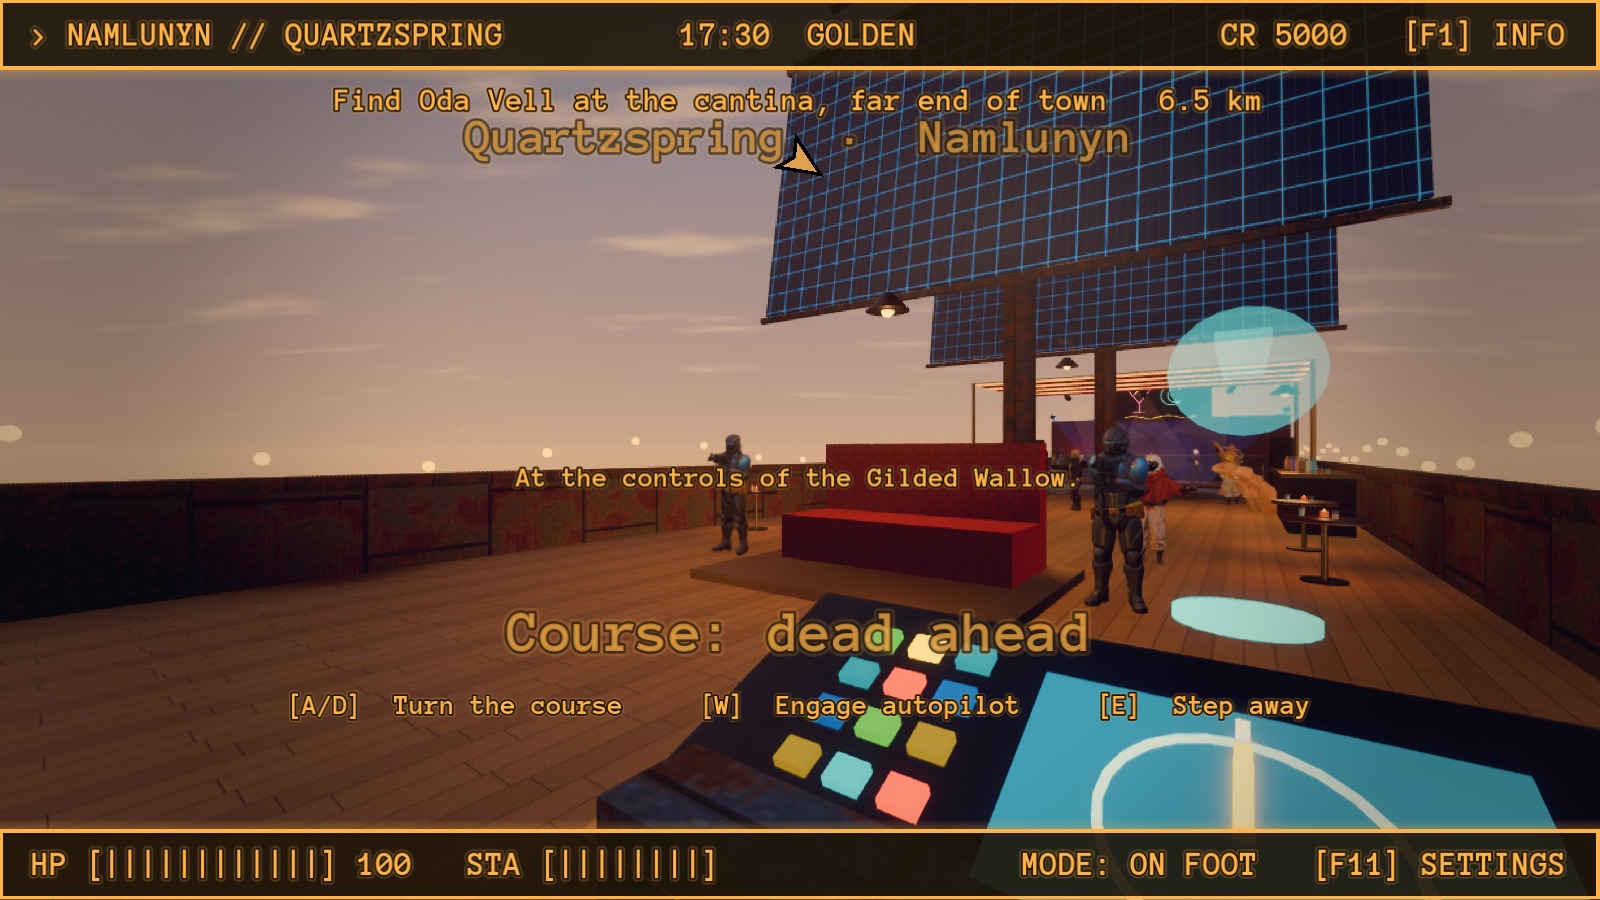 > NAMLUNYN // QUARTZSPRING 17:30 GOLDEN CR 5000 [F1] INFO
Find Oda Vell at the cantina, far end of town 6.5 km
Quartzspring · Namlunyn
At the controls of the Gilded Wallow.
Course: dead ahead
[A/D] Turn the course [W] Engage autopilot [E] Step away
HP [||||||||||||] 100 STA [||||||||] MODE: ON FOOT [F11] SETTINGS